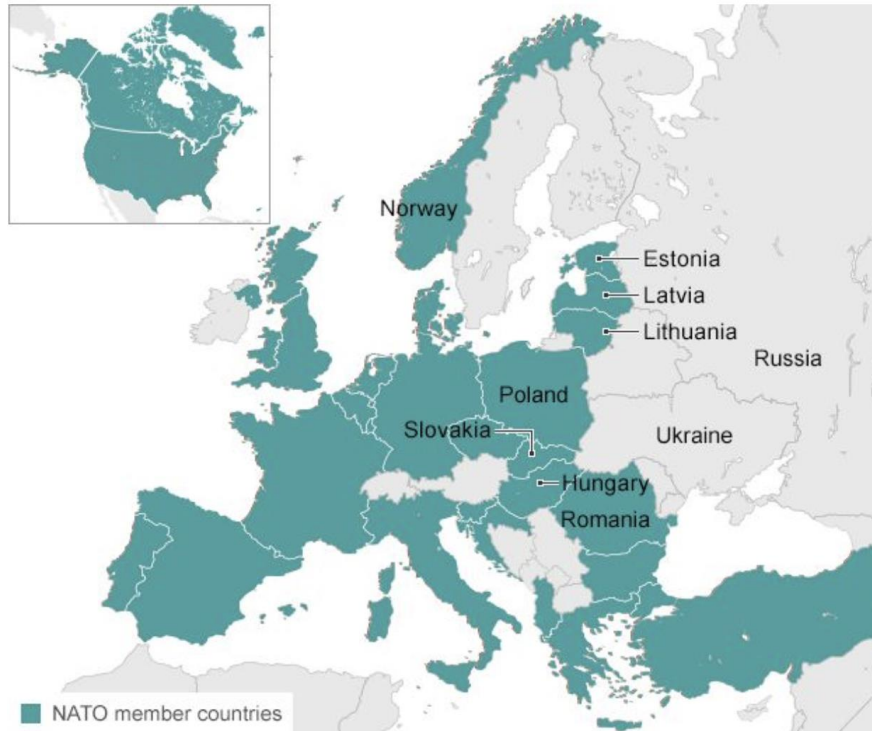 Norway
Estonia
Latvia
Lithuania
Russia
Poland
Slovakia
Ukraine
Hungary
Romania
NATO member countries